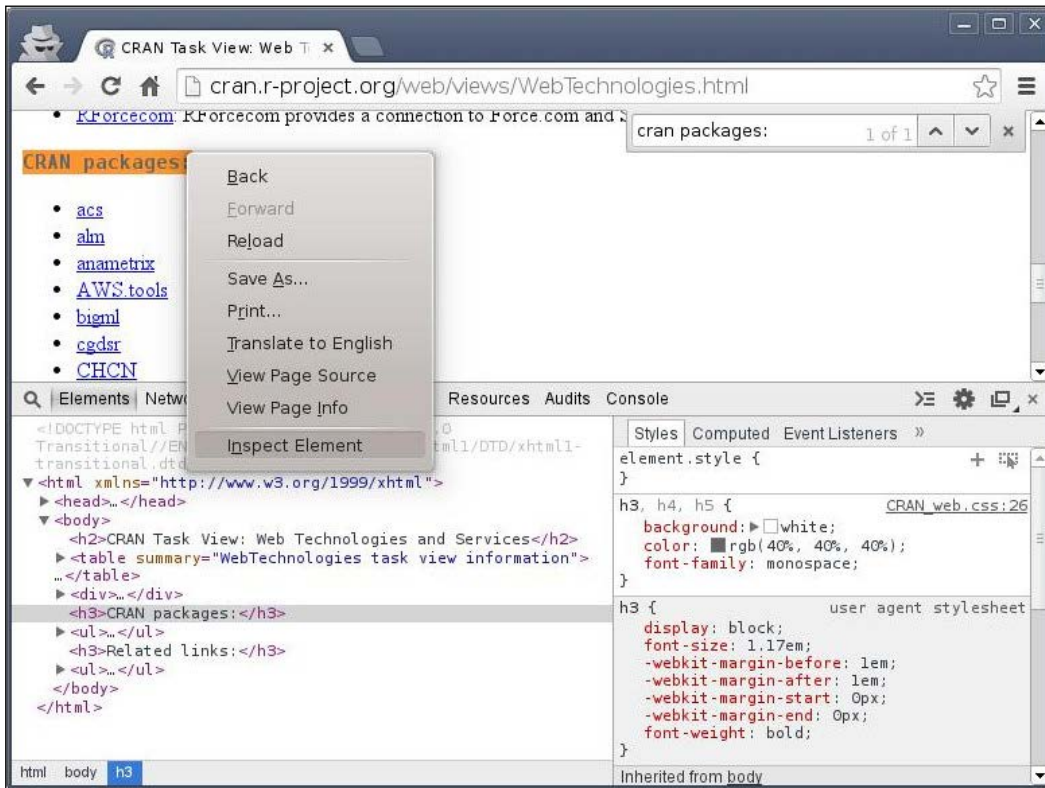 CRAN Task View: Web T
cran.r-project.org/web/views/WebTechnologies.html
RForcecom: RForcecom provides a connection to Force.com and S
cran packages:
1 of 1
CRAN packages:
acs
alm
anametrix
AWS.tools
bigml
cgdsr
CHCN
Back
Forward
Reload
Save As...
Print...
Translate to English
View Page Source
View Page Info
Inspect Element
Elements Netw Resources Audits Console
<!DOCTYPE html P .0
Transitional//EN tml1/DTD/xhtml1-
transitional.dtd
▼<html xmlns="http://www.w3.org/1999/xhtml">
▶<head>…</head>
▼<body>
<h2>CRAN Task View: Web Technologies and Services</h2>
▶<table summary="WebTechnologies task view information">
…</table>
▶<div>…</div>
<h3>CRAN packages:</h3>
▶<ul>…</ul>
<h3>Related links:</h3>
▶<ul>…</ul>
</body>
</html>
html body h3
Styles Computed Event Listeners »
element.style {
}
h3, h4, h5 { CRAN_web.css:26
background:▶white;
color: rgb(40%, 40%, 40%);
font-family: monospace;
}
h3 { user agent stylesheet
display: block;
font-size: 1.17em;
-webkit-margin-before: 1em;
-webkit-margin-after: 1em;
-webkit-margin-start: 0px;
-webkit-margin-end: 0px;
font-weight: bold;
}
Inherited from body